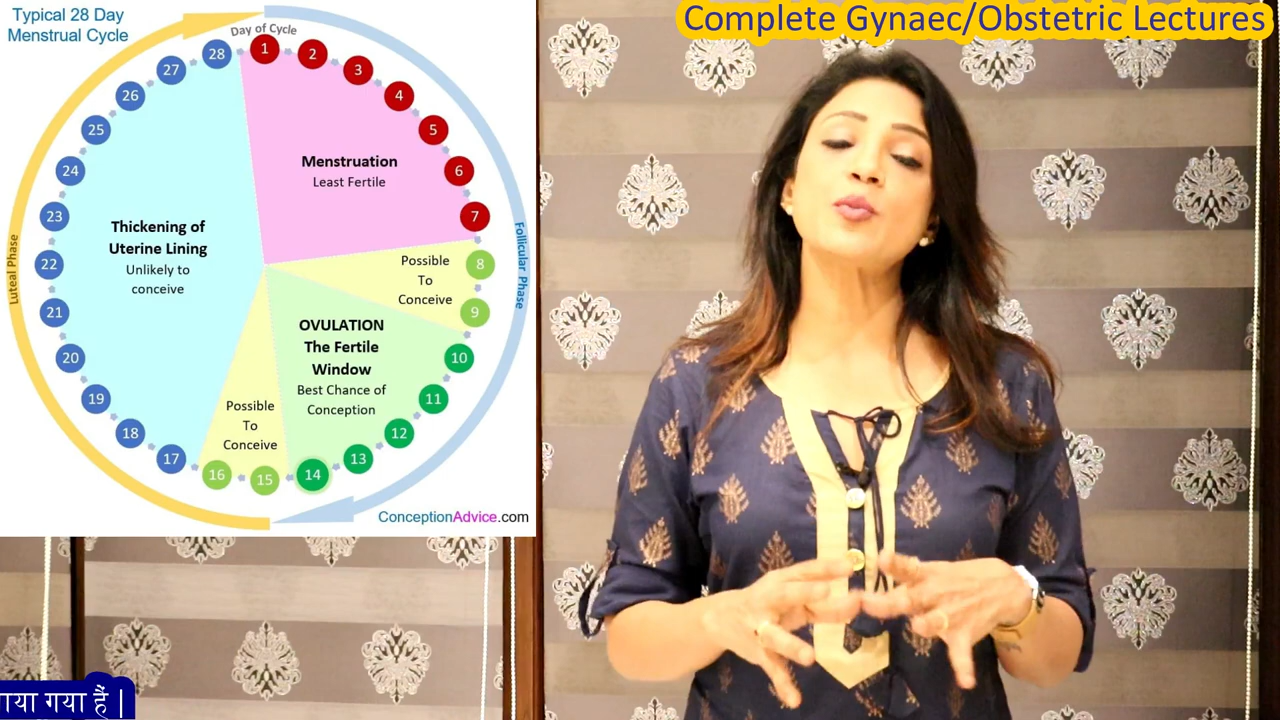 Typical 28 Day
Menstrual Cycle
Complete Gynaec/Obstetric Lectures
Day of Cycle
1
2
3
4
5
6
7
8
9
10
11
12
13
14
15
16
17
18
19
20
21
22
23
24
25
26
27
28
Menstruation
Least Fertile
Possible
To
Conceive
OVULATION
The Fertile
Window
Best Chance of
Conception
Possible
To
Conceive
Thickening of
Uterine Lining
Unlikely to
conceive
Luteal Phase
Follicular Phase
ConceptionAdvice.com
गया हैं |